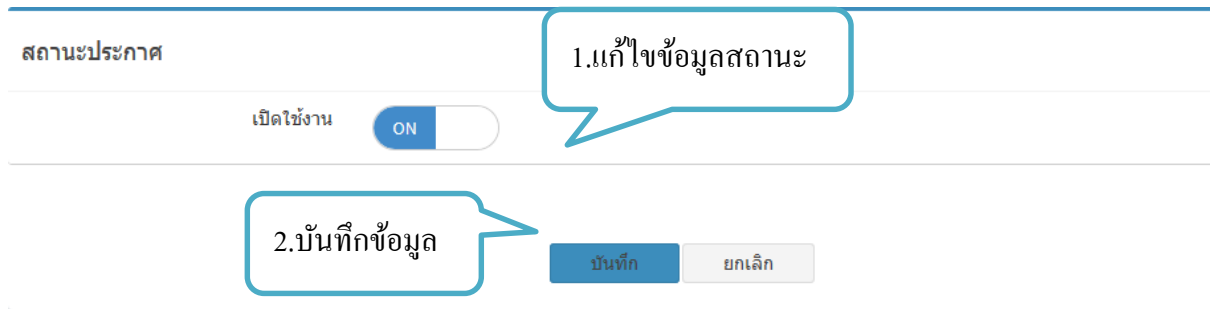 สถานะประกาศ
1.แก้ไขข้อมูลสถานะ
เปิดใช้งาน
ON
2.บันทึกข้อมูล
บันทึก
ยกเลิก